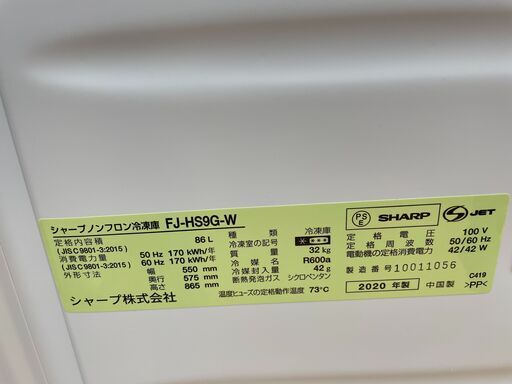 シャープノンフロン冷凍庫 FJ-HS9G-W
定格内容積 86 L
(JIS C 9801-3:2015)
消費電力量 50 Hz 170 kWh/年
(JIS C 9801-3:2015) 60 Hz 170 kWh/年
外形寸法 幅 550 mm
奥行 575 mm
高さ 865 mm
シャープ株式会社
種類 冷凍庫
冷凍室の記号
質量 32 kg
冷媒名 R600a
冷媒封入量 42 g
断熱発泡ガス シクロペンタン
温度ヒューズの定格動作温度 73℃
PS
E
SHARP
JET
定格電圧 100 V
定格周波数 50/60 Hz
電動機の定格消費電力 42/42 W
製造番号 10011056
C419
2020 年製 中国製 >PP<